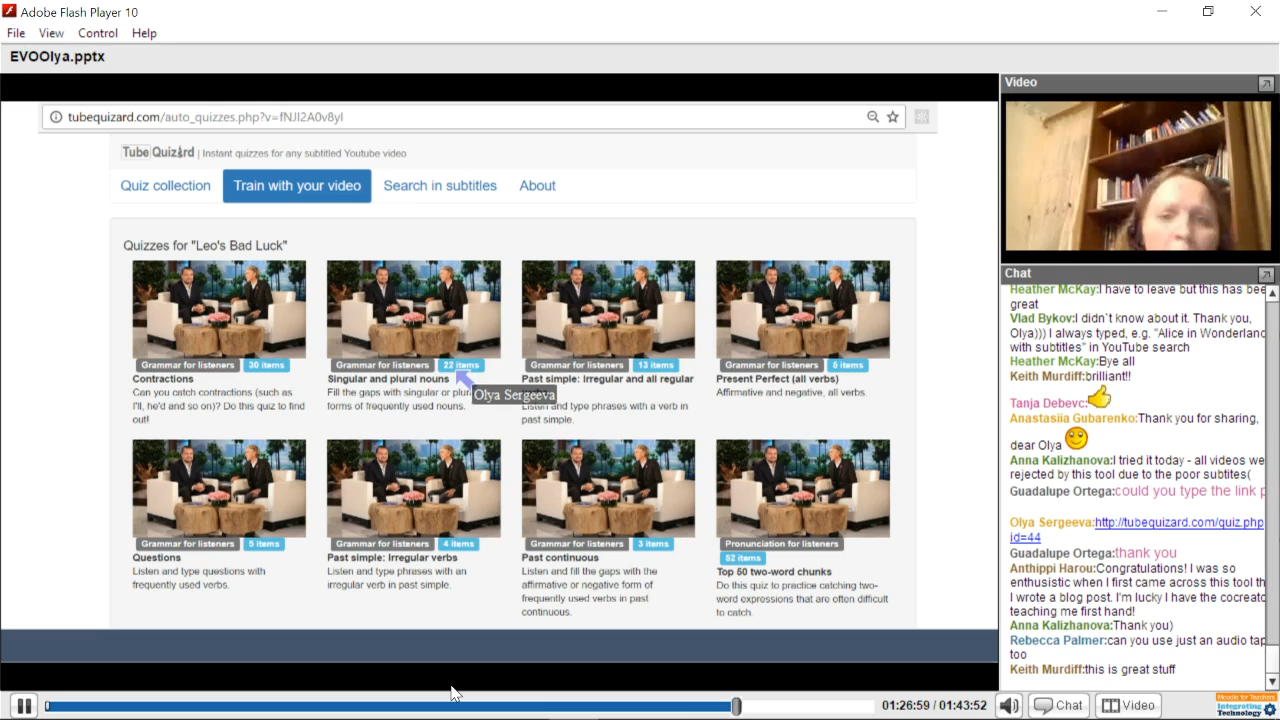 Adobe Flash Player 10
File View Control Help
EVOOlya.pptx
tubequizard.com/auto_quizzes.php?v=fNJI2A0v8yI
TubeQuizard | Instant quizzes for any subtitled Youtube video
Quiz collection Train with your video Search in subtitles About
Quizzes for "Leo's Bad Luck"
Grammar for listeners 30 items
Contractions
Can you catch contractions (such as
I'll, he'd and so on)? Do this quiz to find
out!
Grammar for listeners 22 items
Singular and plural nouns
Fill the gaps with singular or plur
forms of frequently used nouns.
Olya Sergeeva
Grammar for listeners 13 items
Past simple: Irregular and all regular
Listen and type phrases with a verb in
past simple.
Grammar for listeners 6 items
Present Perfect (all verbs)
Affirmative and negative, all verbs.
Grammar for listeners 5 items
Questions
Listen and type questions with
frequently used verbs.
Grammar for listeners 4 items
Past simple: Irregular verbs
Listen and type phrases with an
irregular verb in past simple.
Grammar for listeners 3 items
Past continuous
Listen and fill the gaps with the
affirmative or negative form of
frequently used verbs in past
continuous.
Pronunciation for listeners
52 items
Top 50 two-word chunks
Do this quiz to practice catching two-
word expressions that are often difficult
to catch.
Video
Chat
Heather McKay:I have to leave but this has bee
great
Vlad Bykov:I didn`t know about it. Thank you,
Olya))) I always typed, e.g. "Alice in Wonderlanc
with subtitles" in YouTube search
Heather McKay:Bye all
Keith Murdiff:brilliant!!
Tanja Debevc:
Anastasiia Gubarenko:Thank you for sharing,
dear Olya
Anna Kalizhanova:I tried it today - all videos we
rejected by this tool due to the poor subtites(
Guadalupe Ortega:could you type the link p
Olya Sergeeva:http://tubequizard.com/quiz.php
id=44
Guadalupe Ortega:thank you
Anthippi Harou:Congratulations! I was so
enthusistic when I first came across this tool th
I wrote a blog post. I'm lucky I have the cocreato
teaching me first hand!
Anna Kalizhanova:Thank you)
Rebecca Palmer:can you use just an audio tap
too
Keith Murdiff:this is great stuff
01:26:59 / 01:43:52 Chat Video
Moodle for Teachers
Integrating
Technology